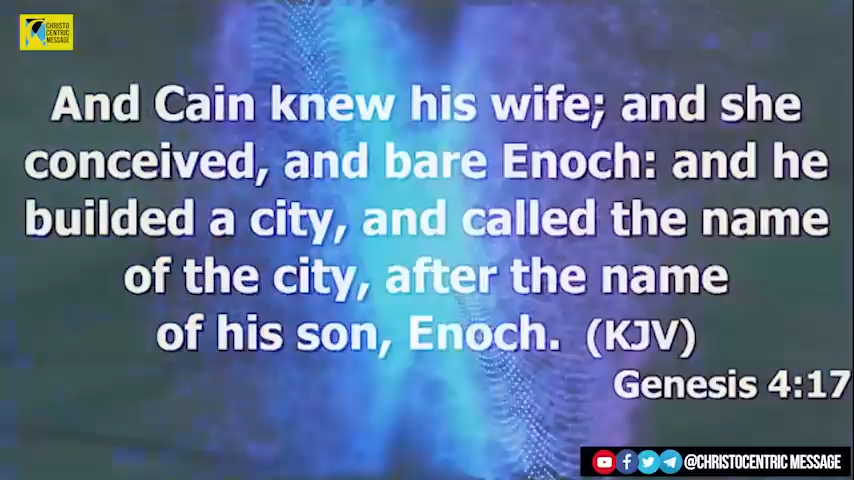 CHRISTO
CENTRIC
MESSAGE
And Cain knew his wife; and she
conceived, and bare Enoch: and he
builded a city, and called the name
of the city, after the name
of his son, Enoch. (KJV)
Genesis 4:17
@CHRISTOCENTRIC MESSAGE